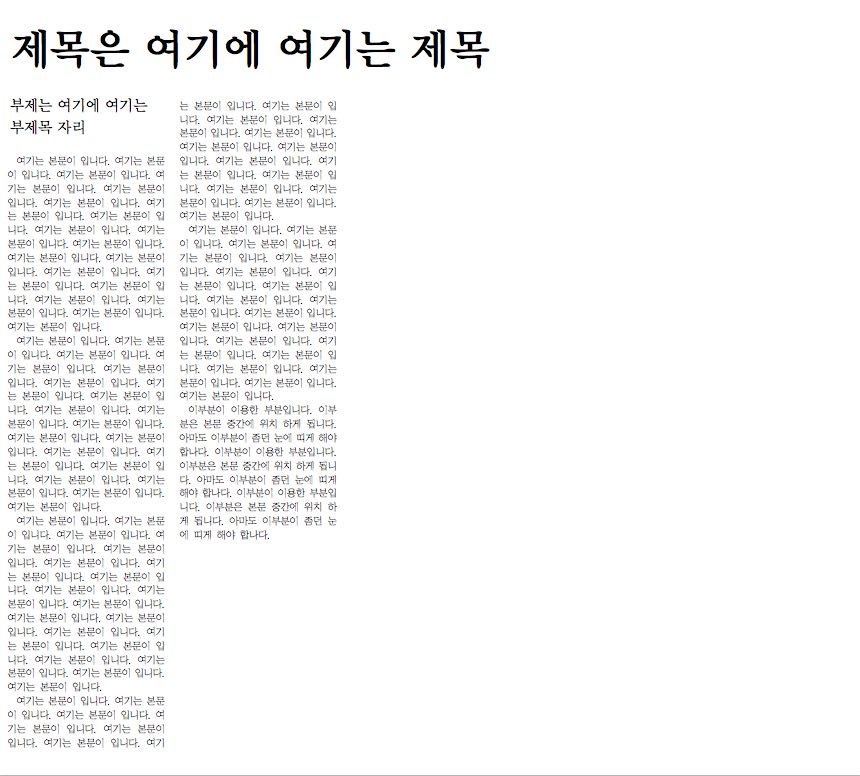 제목은 여기에 여기는 제목
부제는 여기에 여기는
부제목 자리
여기는 본문이 입니다. 여기는 본문
이 입니다. 여기는 본문이 입니다. 여
기는 본문이 입니다. 여기는 본문이
입니다. 여기는 본문이 입니다. 여기
는 본문이 입니다. 여기는 본문이 입
니다. 여기는 본문이 입니다. 여기는
본문이 입니다. 여기는 본문이 입니다.
여기는 본문이 입니다. 여기는 본문이
입니다. 여기는 본문이 입니다. 여기
는 본문이 입니다. 여기는 본문이 입
니다. 여기는 본문이 입니다. 여기는
본문이 입니다. 여기는 본문이 입니다.
여기는 본문이 입니다.
여기는 본문이 입니다. 여기는 본문
이 입니다. 여기는 본문이 입니다. 여
기는 본문이 입니다. 여기는 본문이
입니다. 여기는 본문이 입니다. 여기
는 본문이 입니다. 여기는 본문이 입
니다. 여기는 본문이 입니다. 여기는
본문이 입니다. 여기는 본문이 입니다.
여기는 본문이 입니다. 여기는 본문이
입니다. 여기는 본문이 입니다. 여기
는 본문이 입니다. 여기는 본문이 입
니다. 여기는 본문이 입니다. 여기는
본문이 입니다. 여기는 본문이 입니다.
여기는 본문이 입니다.
여기는 본문이 입니다. 여기는 본문
이 입니다. 여기는 본문이 입니다. 여
기는 본문이 입니다. 여기는 본문이
입니다. 여기는 본문이 입니다. 여기
는 본문이 입니다. 여기는 본문이 입
니다. 여기는 본문이 입니다. 여기는
본문이 입니다. 여기는 본문이 입니다.
여기는 본문이 입니다. 여기는 본문이
입니다. 여기는 본문이 입니다. 여기
는 본문이 입니다. 여기는 본문이 입
니다. 여기는 본문이 입니다. 여기는
본문이 입니다. 여기는 본문이 입니다.
여기는 본문이 입니다.
여기는 본문이 입니다. 여기는 본문
이 입니다. 여기는 본문이 입니다. 여
기는 본문이 입니다. 여기는 본문이
입니다. 여기는 본문이 입니다. 여기
는 본문이 입니다. 여기는 본문이 입
니다. 여기는 본문이 입니다. 여기는
본문이 입니다. 여기는 본문이 입니다.
여기는 본문이 입니다. 여기는 본문이
입니다. 여기는 본문이 입니다. 여기
는 본문이 입니다. 여기는 본문이 입
니다. 여기는 본문이 입니다. 여기는
본문이 입니다. 여기는 본문이 입니다.
여기는 본문이 입니다.
여기는 본문이 입니다. 여기는 본문
이 입니다. 여기는 본문이 입니다. 여
기는 본문이 입니다. 여기는 본문이
입니다. 여기는 본문이 입니다. 여기
는 본문이 입니다. 여기는 본문이 입
니다. 여기는 본문이 입니다. 여기는
본문이 입니다. 여기는 본문이 입니다.
여기는 본문이 입니다. 여기는 본문이
입니다. 여기는 본문이 입니다. 여기
는 본문이 입니다. 여기는 본문이 입
니다. 여기는 본문이 입니다. 여기는
본문이 입니다. 여기는 본문이 입니다.
여기는 본문이 입니다.
이부분이 이용한 부분입니다. 이부
분은 본문 중간에 위치 하게 됩니다.
아마도 이부분이 좀던 눈에 띠게 해야
합나다. 이부분이 이용한 부분입니다.
이부분은 본문 중간에 위치 하게 됩니
다. 아마도 이부분이 좀던 눈에 띠게
해야 합나다. 이부분이 이용한 부분입
니다. 이부분은 본문 중간에 위치 하
게 됩니다. 아마도 이부분이 좀던 눈
에 띠게 해야 합나다.